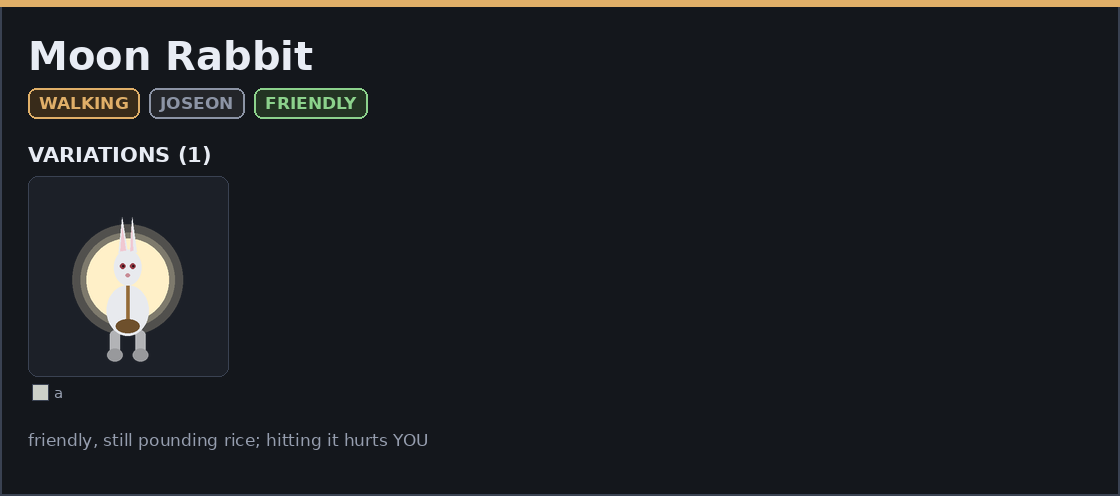 Moon Rabbit
WALKING JOSEON FRIENDLY
VARIATIONS (1)
a
friendly, still pounding rice; hitting it hurts YOU